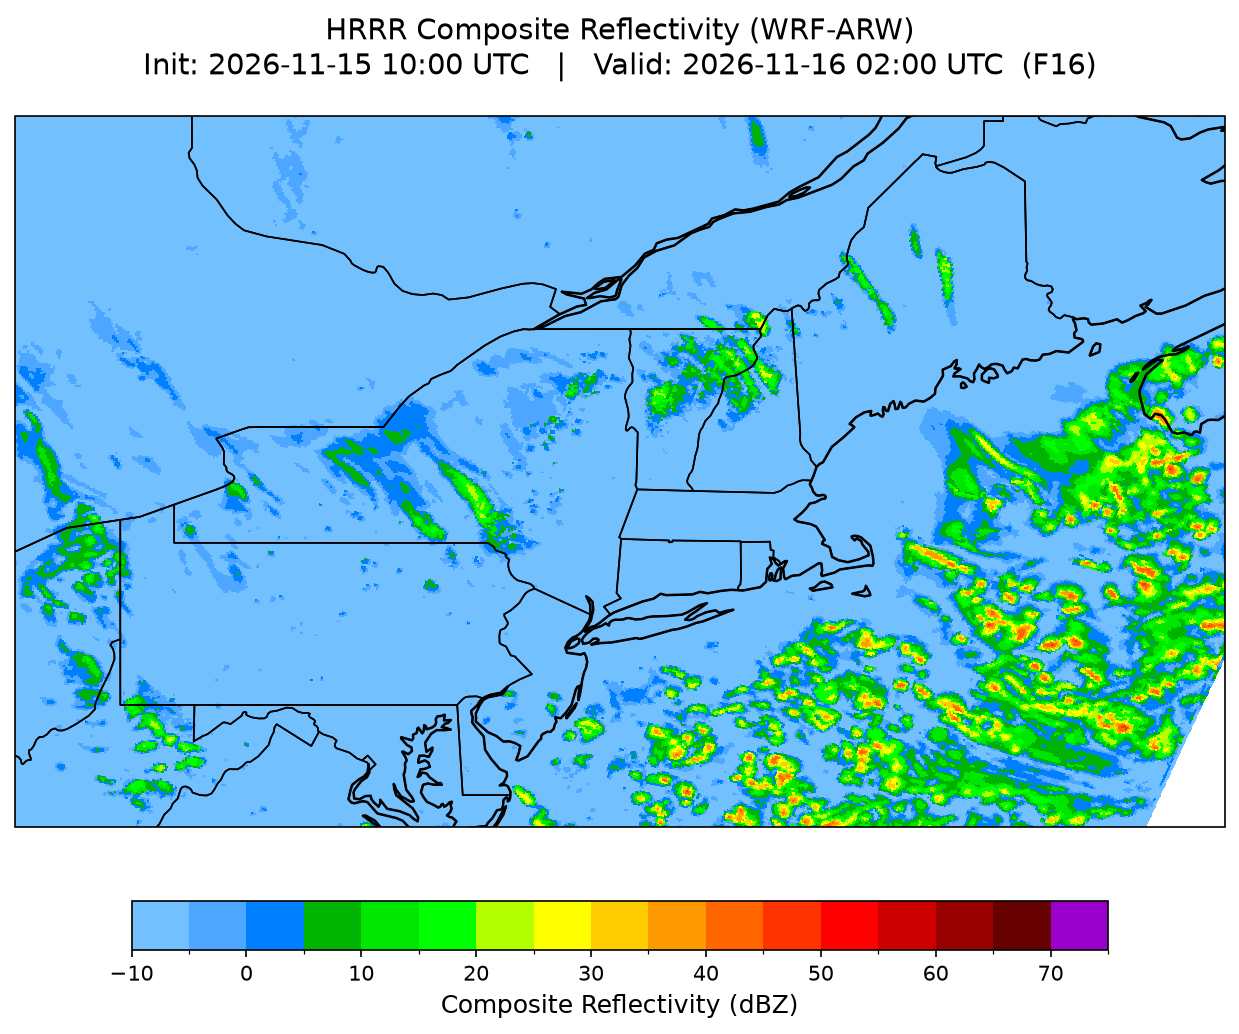 HRRR Composite Reflectivity (WRF-ARW)
Init: 2026-11-15 10:00 UTC | Valid: 2026-11-16 02:00 UTC (F16)
−10 0 10 20 30 40 50 60 70
Composite Reflectivity (dBZ)